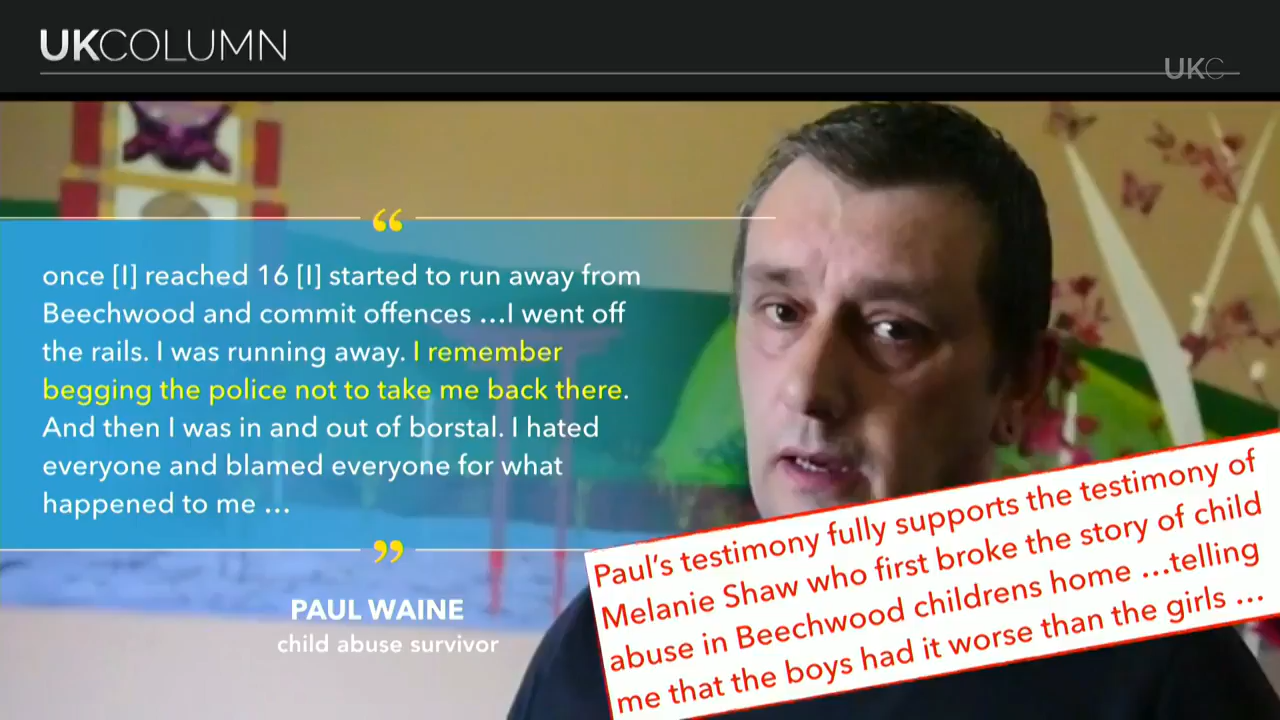 UKCOLUMN
UKC
“
once [I] reached 16 [I] started to run away from
Beechwood and commit offences ...I went off
the rails. I was running away. I remember
begging the police not to take me back there.
And then I was in and out of borstal. I hated
everyone and blamed everyone for what
happened to me ...
”
PAUL WAINE
child abuse survivor
Paul's testimony fully supports the testimony of
Melanie Shaw who first broke the story of child
abuse in Beechwood childrens home ...telling
me that the boys had it worse than the girls ...